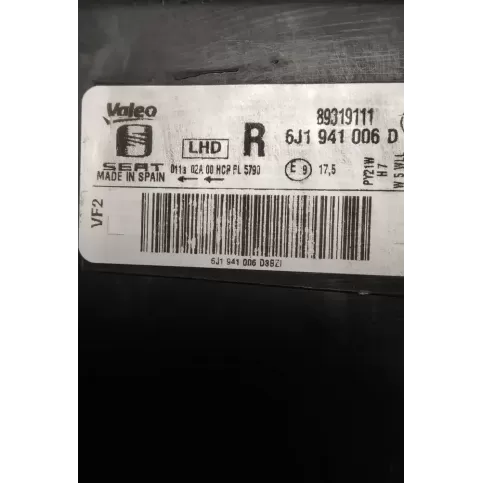 Valeo
SEAT
MADE IN SPAIN
LHD
R
89319111
6J1 941 006 D
011a 02A 00 HCR PL 5790
E 9 17,5
PY21W
H7
W5W
VF2
6J1 941 006 D